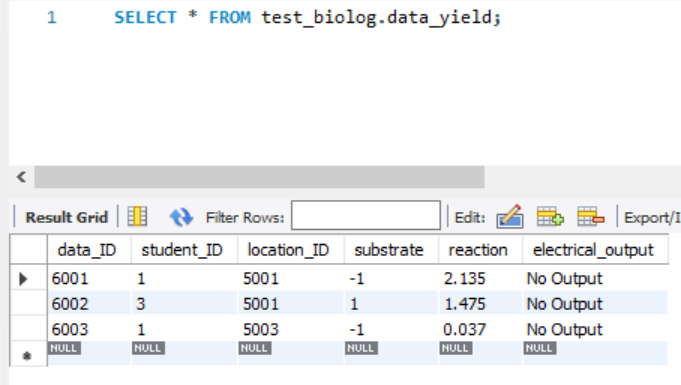 1 SELECT * FROM test_biolog.data_yield;
Result Grid Filter Rows: Edit: Export/I
data_ID student_ID location_ID substrate reaction electrical_output
6001 1 5001 -1 2.135 No Output
6002 3 5001 1 1.475 No Output
6003 1 5003 -1 0.037 No Output
NULL NULL NULL NULL NULL NULL